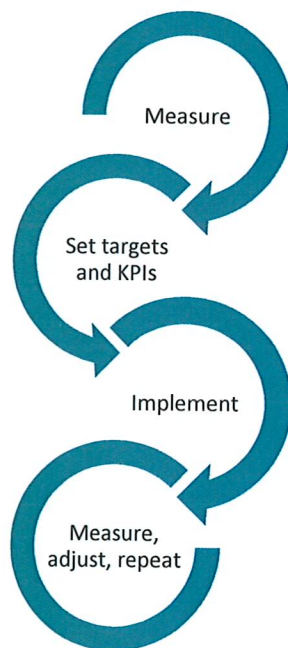 Measure
Set targets
and KPIs
Implement
Measure,
adjust, repeat